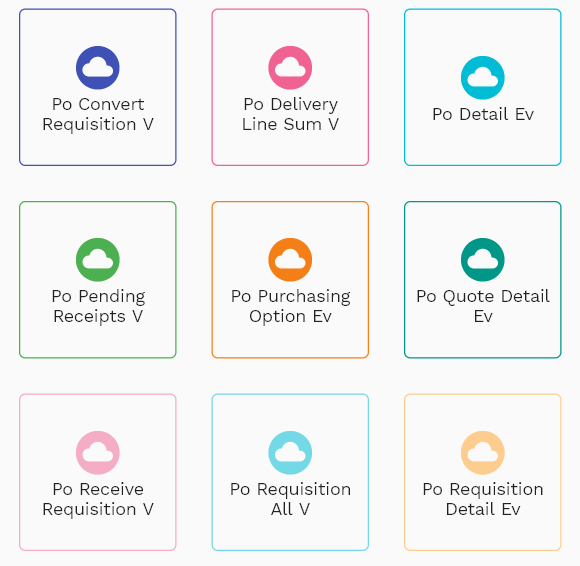 Po Convert
Requisition V
Po Delivery
Line Sum V
Po Detail Ev
Po Pending
Receipts V
Po Purchasing
Option Ev
Po Quote Detail
Ev
Po Receive
Requisition V
Po Requisition
All V
Po Requisition
Detail Ev